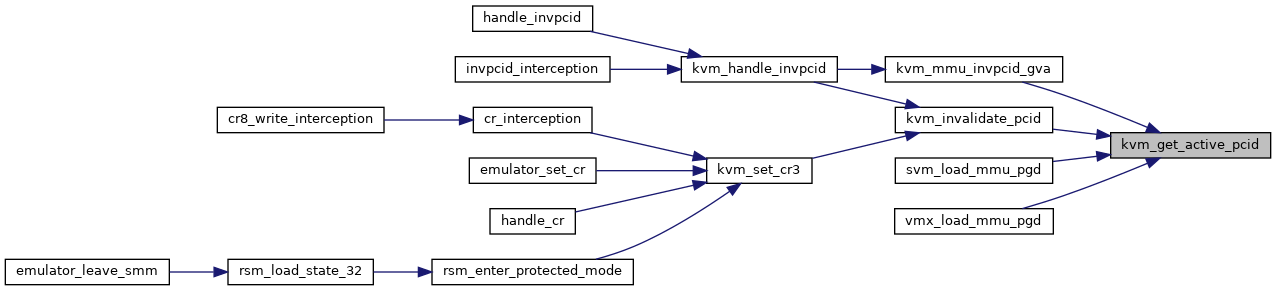 handle_invpcid
invpcid_interception
kvm_handle_invpcid
kvm_mmu_invpcid_gva
cr8_write_interception
cr_interception
kvm_invalidate_pcid
kvm_get_active_pcid
emulator_set_cr
kvm_set_cr3
svm_load_mmu_pgd
handle_cr
vmx_load_mmu_pgd
emulator_leave_smm
rsm_load_state_32
rsm_enter_protected_mode